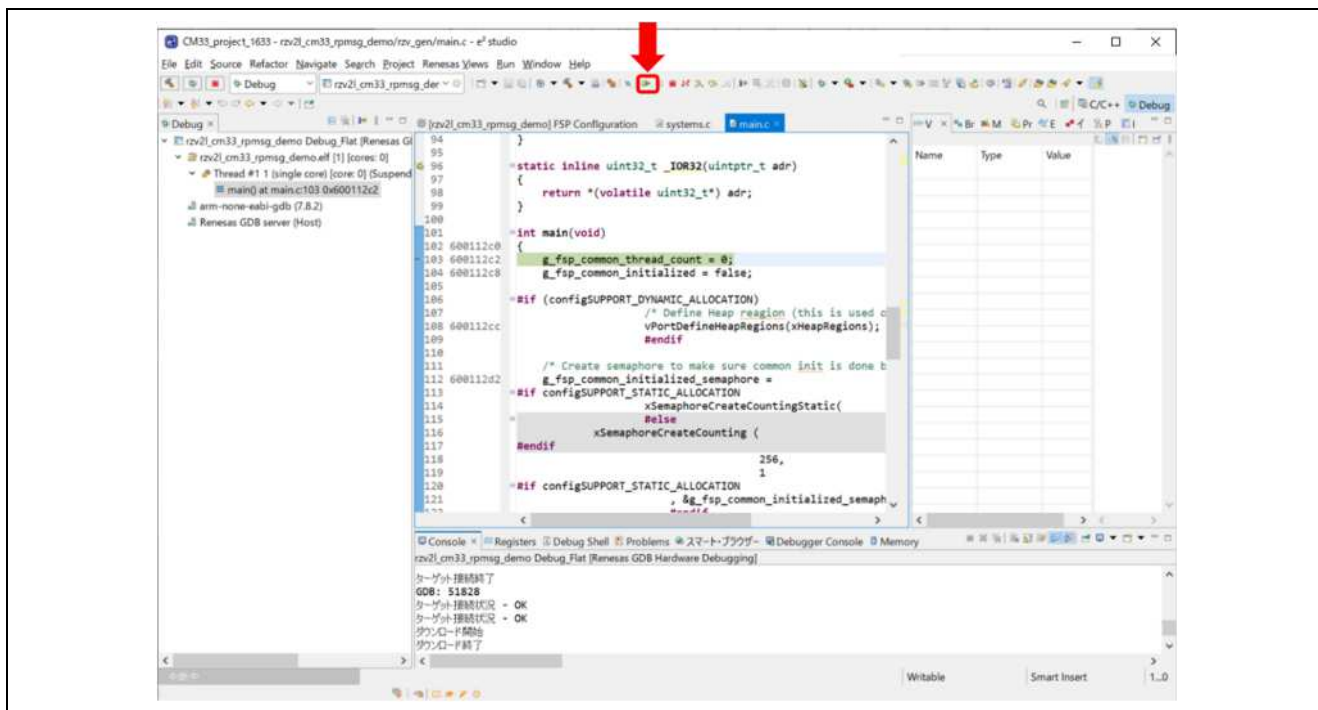 CM33_project_1633 - rzv2l_cm33_rpmsg_demo/rzv_gen/main.c - e² studio
File Edit Source Refactor Navigate Search Project Renesas Views Run Window Help
Debug rzv2l_cm33_rpmsg_der
C/C++ Debug
Debug
[rzv2l_cm33_rpmsg_demo] FSP Configuration systems.c main.c
V Br M Pr E P
rzv2l_cm33_rpmsg_demo Debug_Flat [Renesas G
rzv2l_cm33_rpmsg_demo.elf [1] [cores: 0]
Thread #1 1 (single core) [core: 0] (Suspend
main() at main.c:103 0x600112c2
arm-none-eabi-gdb (7.8.2)
Renesas GDB server (Host)
94 }
95
96 static inline uint32_t _IOR32(uintptr_t adr)
97 {
98 return *(volatile uint32_t*) adr;
99 }
100
101 int main(void)
102 600112c0 {
103 600112c2 g_fsp_common_thread_count = 0;
104 600112c8 g_fsp_common_initialized = false;
105
106 #if (configSUPPORT_DYNAMIC_ALLOCATION)
107 /* Define Heap reagion (this is used o
108 600112cc vPortDefineHeapRegions(xHeapRegions);
109 #endif
110
111 /* Create semaphore to make sure common init is done b
112 600112d2 g_fsp_common_initialized_semaphore =
113 #if configSUPPORT_STATIC_ALLOCATION
114 xSemaphoreCreateCountingStatic(
115 #else
116 xSemaphoreCreateCounting (
117 #endif
118 256,
119 1
120 #if configSUPPORT_STATIC_ALLOCATION
121 , &g_fsp_common_initialized_semaph
122 #endif
Name Type Value
Console Registers Debug Shell Problems スマート・ブラウザー Debugger Console Memory
rzv2l_cm33_rpmsg_demo Debug_Flat [Renesas GDB Hardware Debugging]
ターゲット接続終了
GDB: 51828
ターゲット接続状況 - OK
ターゲット接続状況 - OK
ダウンロード開始
ダウンロード終了
Writable Smart Insert 1..0